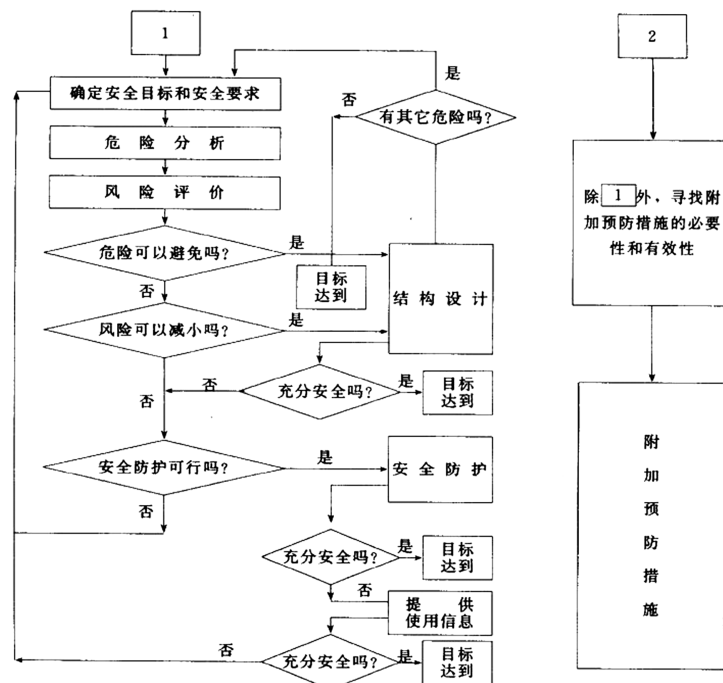 1
确定安全目标和安全要求
危险分析
风险评价
危险可以避免吗？
是
否
风险可以减小吗？
是
否
是
否
有其它危险吗？
目标
达到
结构设计
充分安全吗？
否
是
目标
达到
安全防护可行吗？
是
否
安全防护
充分安全吗？
是
目标
达到
否
提供
使用信息
充分安全吗？
否
是
目标
达到
2
除 1 外，寻找附
加预防措施的必要
性和有效性
附
加
预
防
措
施